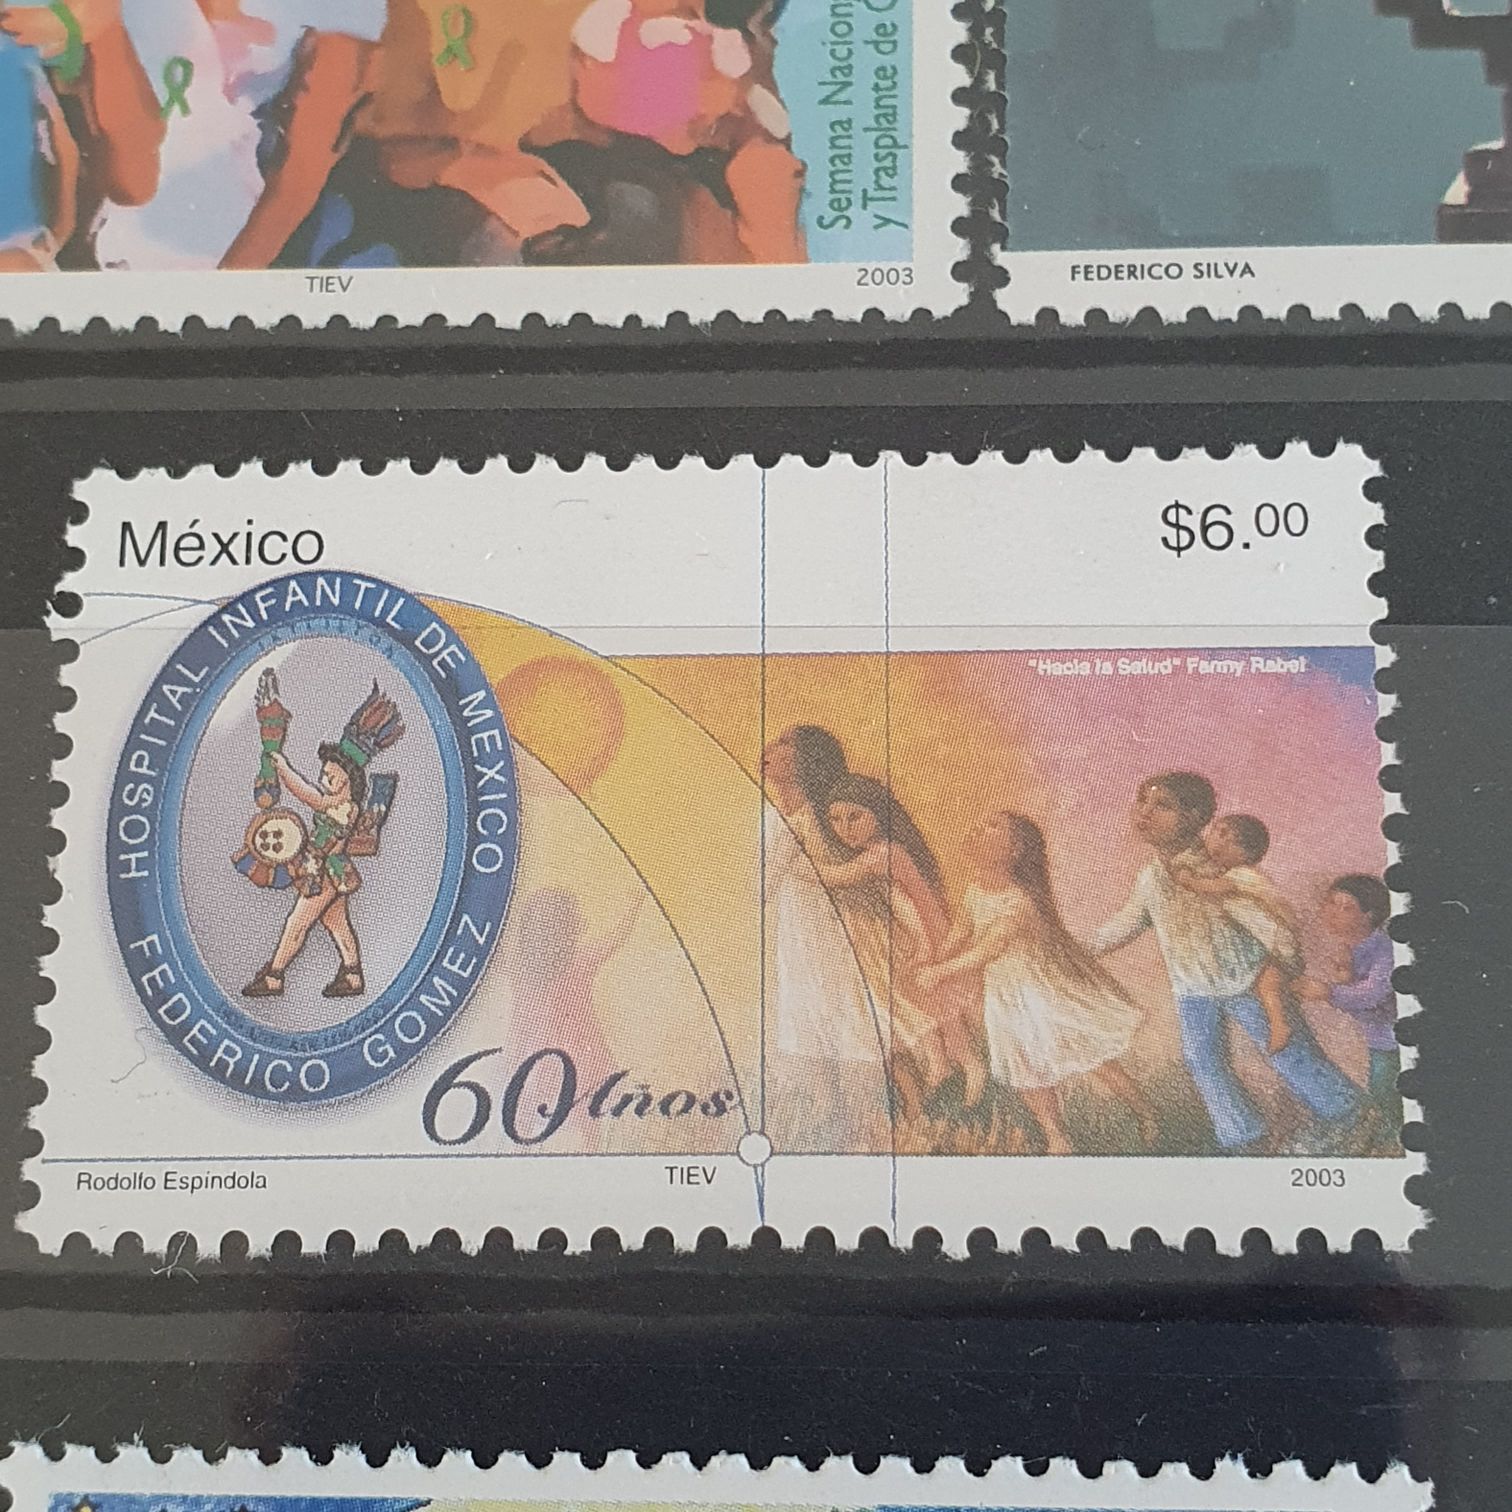 Semana Nacion
y Trasplante de
TIEV
2003
FEDERICO SILVA
México
$6.00
HOSPITAL INFANTIL DE MEXICO
FEDERICO GOMEZ
"Hacia la Salud" Fanny Rabel
60 Años
Rodolfo Espindola
TIEV
2003